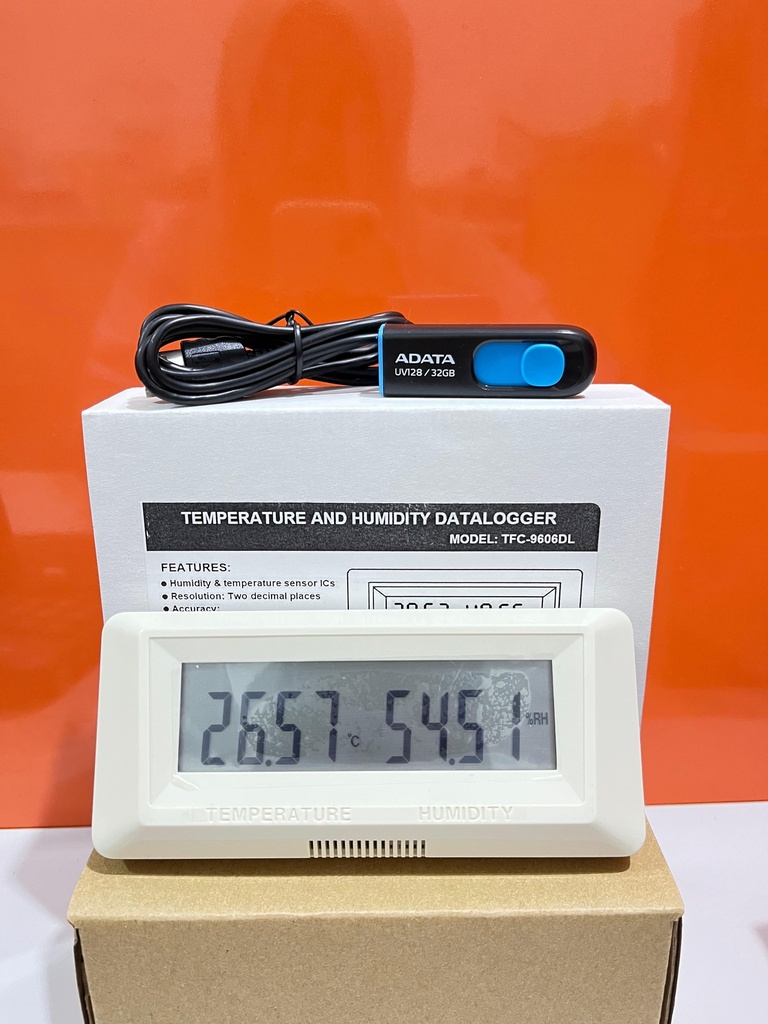 ADATA
UV128 / 32GB
TEMPERATURE AND HUMIDITY DATALOGGER
MODEL: TFC-9606DL
FEATURES:
● Humidity & temperature sensor ICs
● Resolution: Two decimal places
● Accuracy:
26.57 °C 54.51 %RH
TEMPERATURE HUMIDITY